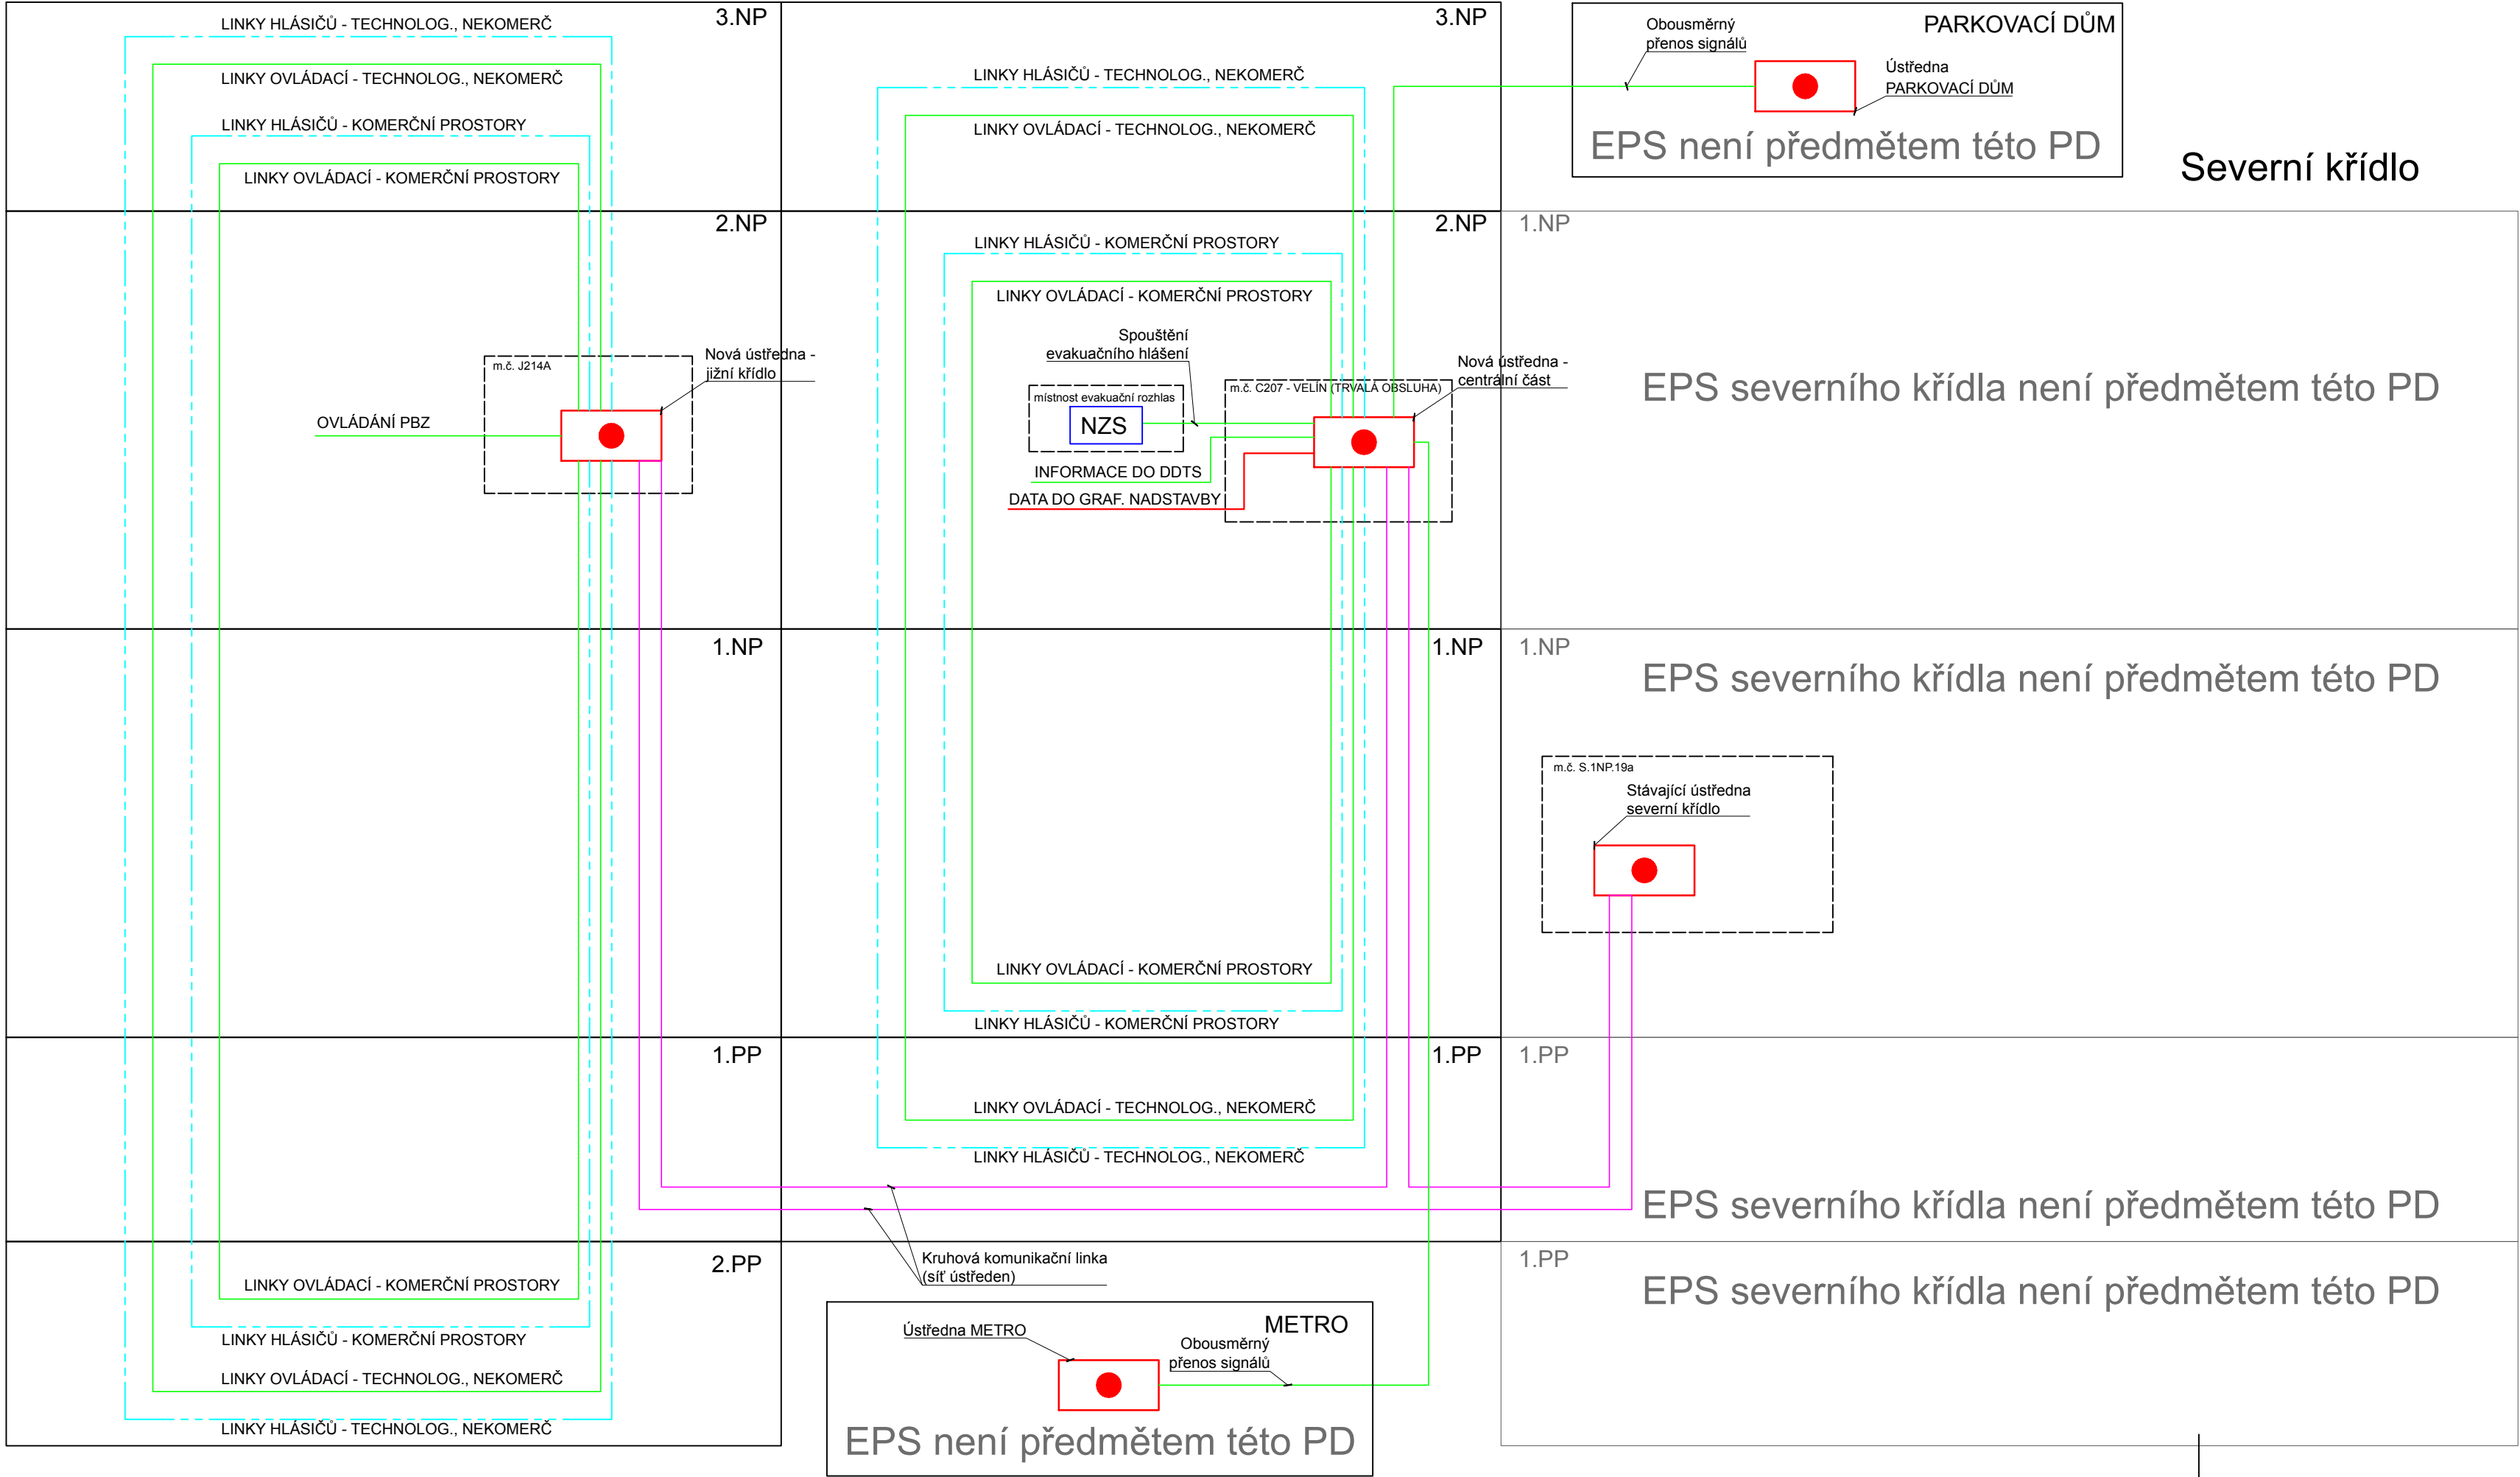 3.NP
LINKY HLÁSIČŮ - TECHNOLOG., NEKOMERČ
LINKY OVLÁDACÍ - TECHNOLOG., NEKOMERČ
LINKY HLÁSIČŮ - KOMERČNÍ PROSTORY
LINKY OVLÁDACÍ - KOMERČNÍ PROSTORY
3.NP
LINKY HLÁSIČŮ - TECHNOLOG., NEKOMERČ
LINKY OVLÁDACÍ - TECHNOLOG., NEKOMERČ
PARKOVACÍ DŮM
Obousměrný
přenos signálů
Ústředna
PARKOVACÍ DŮM
EPS není předmětem této PD
Severní křídlo
2.NP
m.č. J214A
Nová ústředna -
jižní křídlo
OVLÁDÁNÍ PBZ
2.NP
LINKY HLÁSIČŮ - KOMERČNÍ PROSTORY
LINKY OVLÁDACÍ - KOMERČNÍ PROSTORY
Spouštění
evakuačního hlášení
Nová ústředna -
centrální část
m.č. C207 - VELÍN (TRVALÁ OBSLUHA)
místnost evakuační rozhlas
NZS
INFORMACE DO DDTS
DATA DO GRAF. NADSTAVBY
1.NP
EPS severního křídla není předmětem této PD
1.NP
1.NP
LINKY OVLÁDACÍ - KOMERČNÍ PROSTORY
LINKY HLÁSIČŮ - KOMERČNÍ PROSTORY
1.NP
EPS severního křídla není předmětem této PD
m.č. S.1NP.19a
Stávající ústředna
severní křídlo
1.PP
1.PP
LINKY OVLÁDACÍ - TECHNOLOG., NEKOMERČ
LINKY HLÁSIČŮ - TECHNOLOG., NEKOMERČ
1.PP
EPS severního křídla není předmětem této PD
2.PP
LINKY OVLÁDACÍ - KOMERČNÍ PROSTORY
LINKY HLÁSIČŮ - KOMERČNÍ PROSTORY
LINKY OVLÁDACÍ - TECHNOLOG., NEKOMERČ
LINKY HLÁSIČŮ - TECHNOLOG., NEKOMERČ
Kruhová komunikační linka
(síť ústředen)
METRO
Ústředna METRO
Obousměrný
přenos signálů
EPS není předmětem této PD
1.PP
EPS severního křídla není předmětem této PD